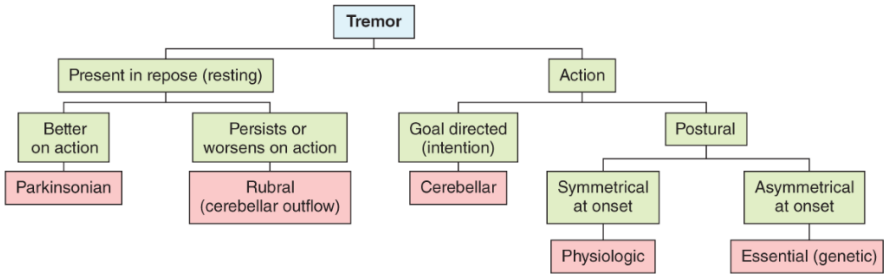 Tremor
Present in repose (resting)
Action
Better
on action
Persists or
worsens on action
Goal directed
(intention)
Postural
Parkinsonian
Rubral
(cerebellar outflow)
Cerebellar
Symmetrical
at onset
Asymmetrical
at onset
Physiologic
Essential (genetic)